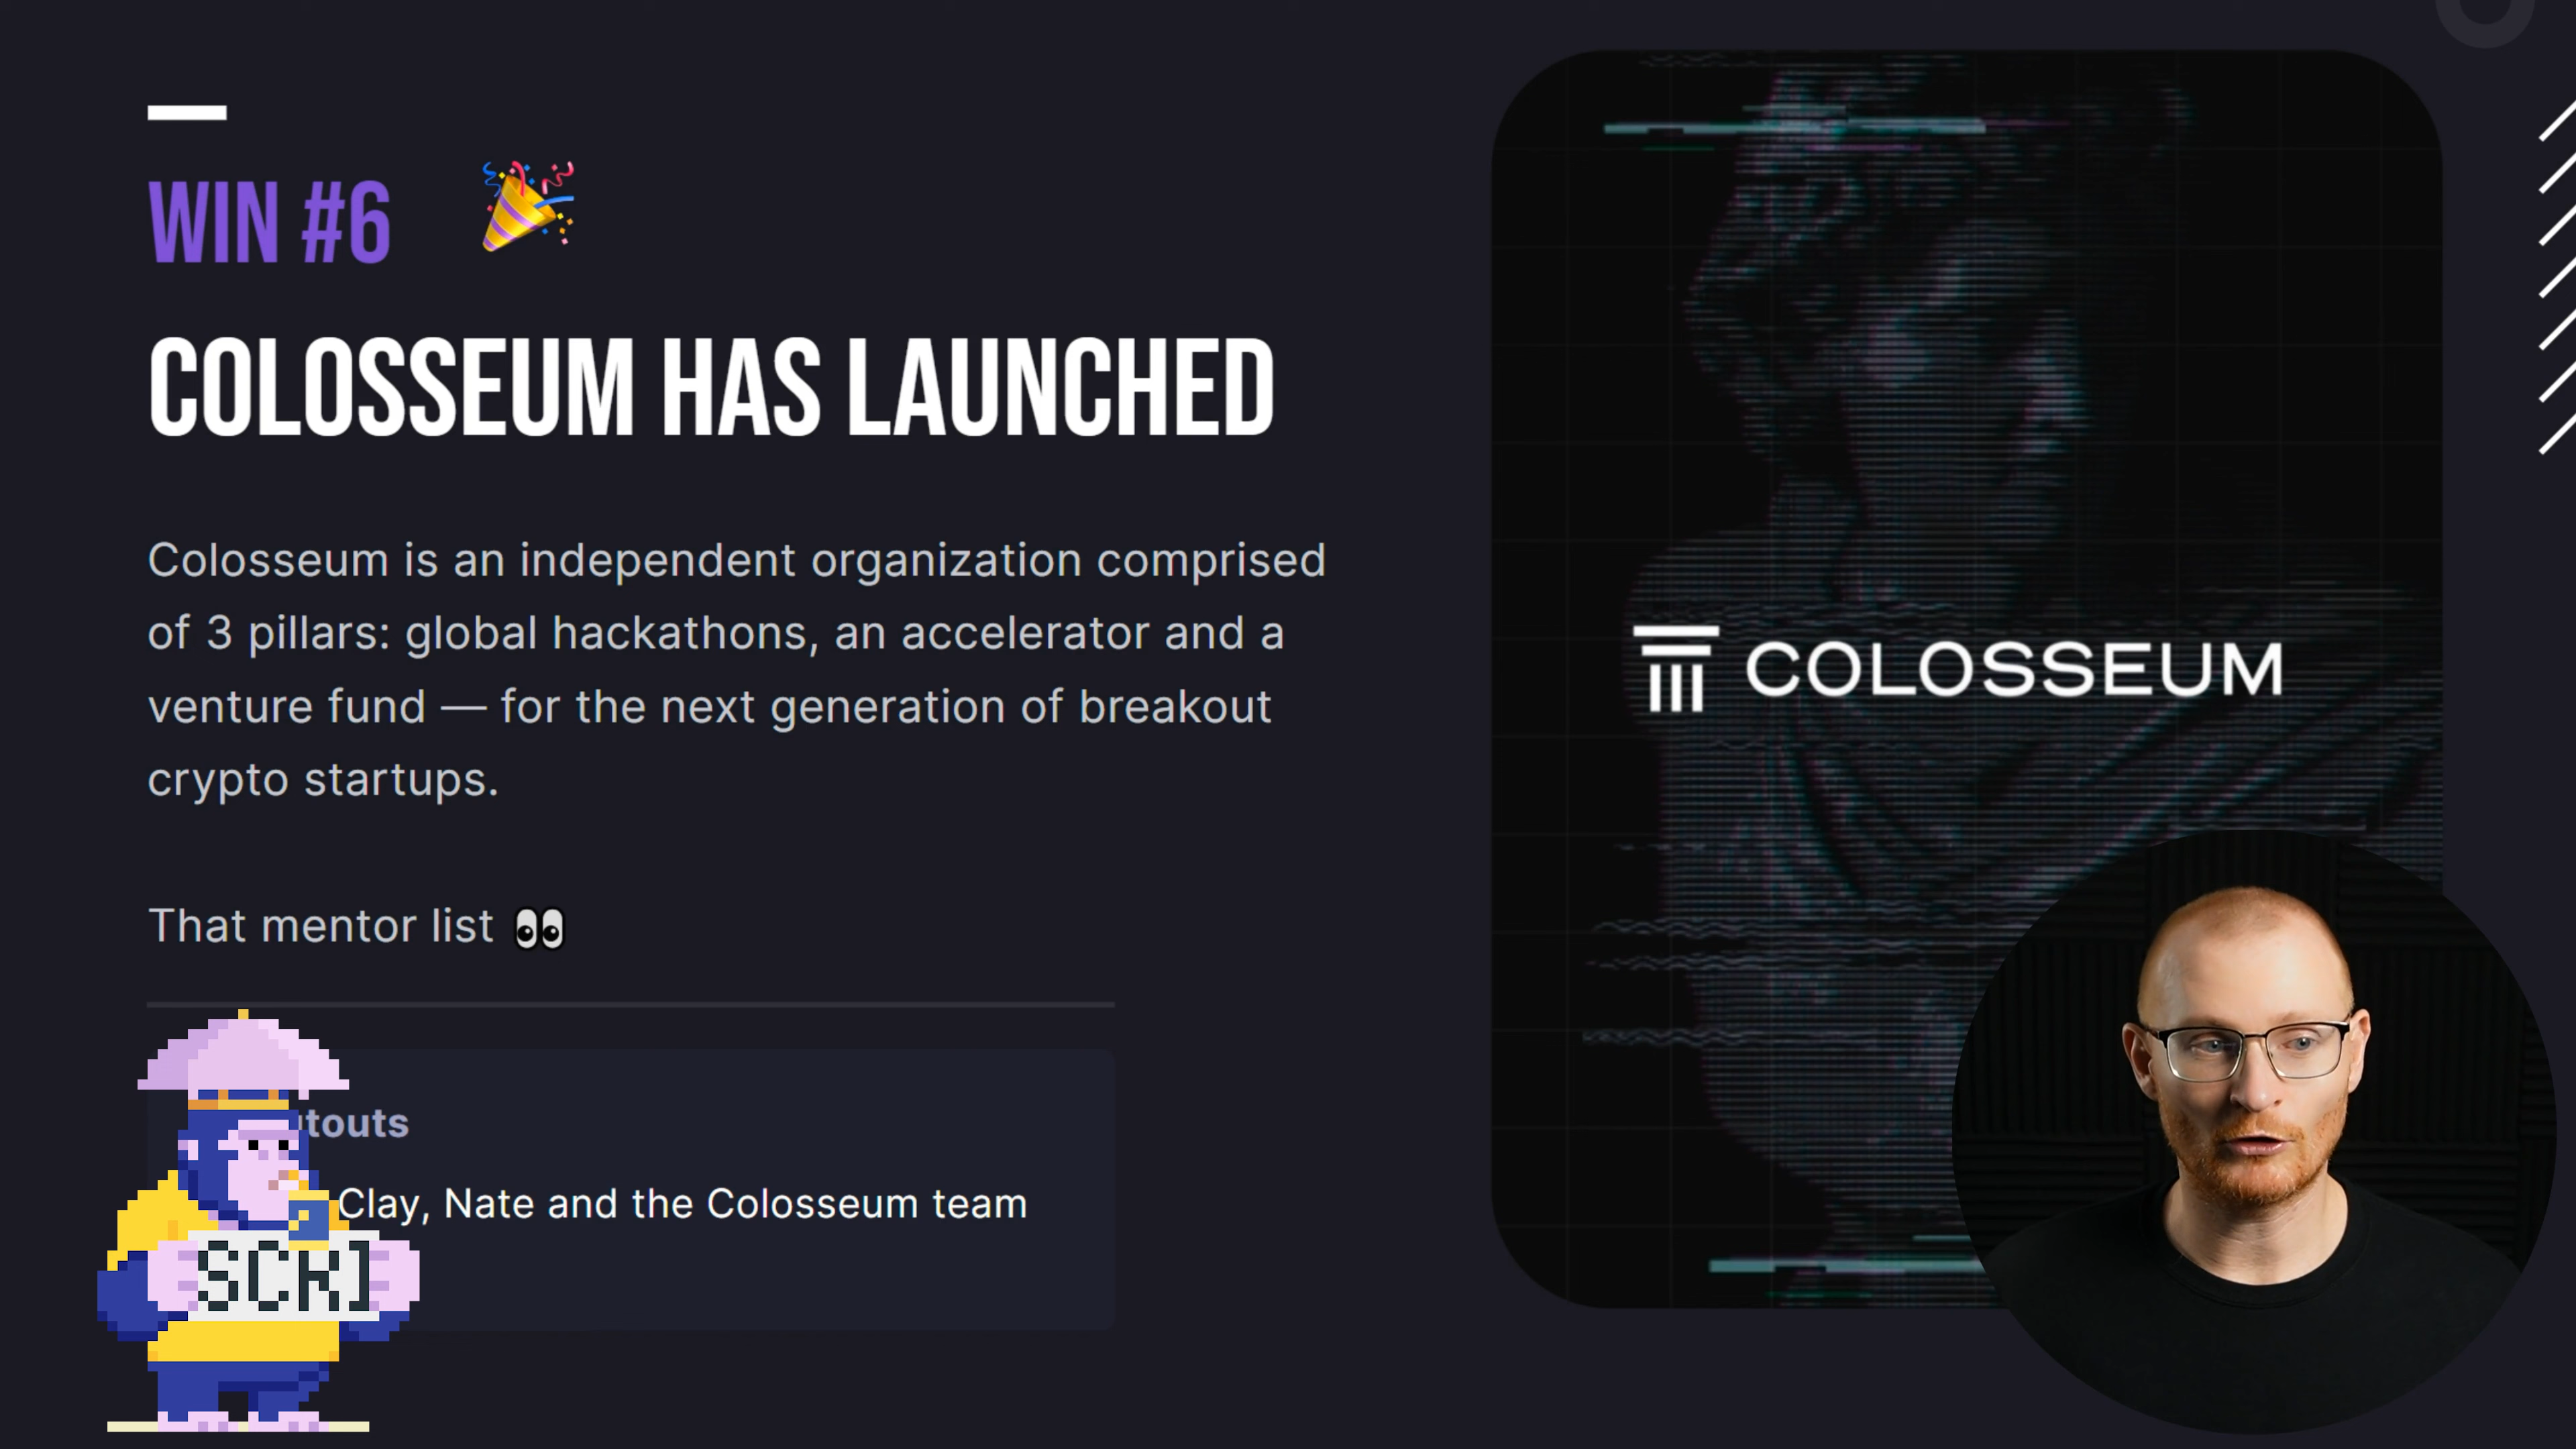 WIN #6 🎉
COLOSSEUM HAS LAUNCHED
Colosseum is an independent organization comprised
of 3 pillars: global hackathons, an accelerator and a
venture fund — for the next generation of breakout
crypto startups.
That mentor list 👀
Clay, Nate and the Colosseum team
COLOSSEUM